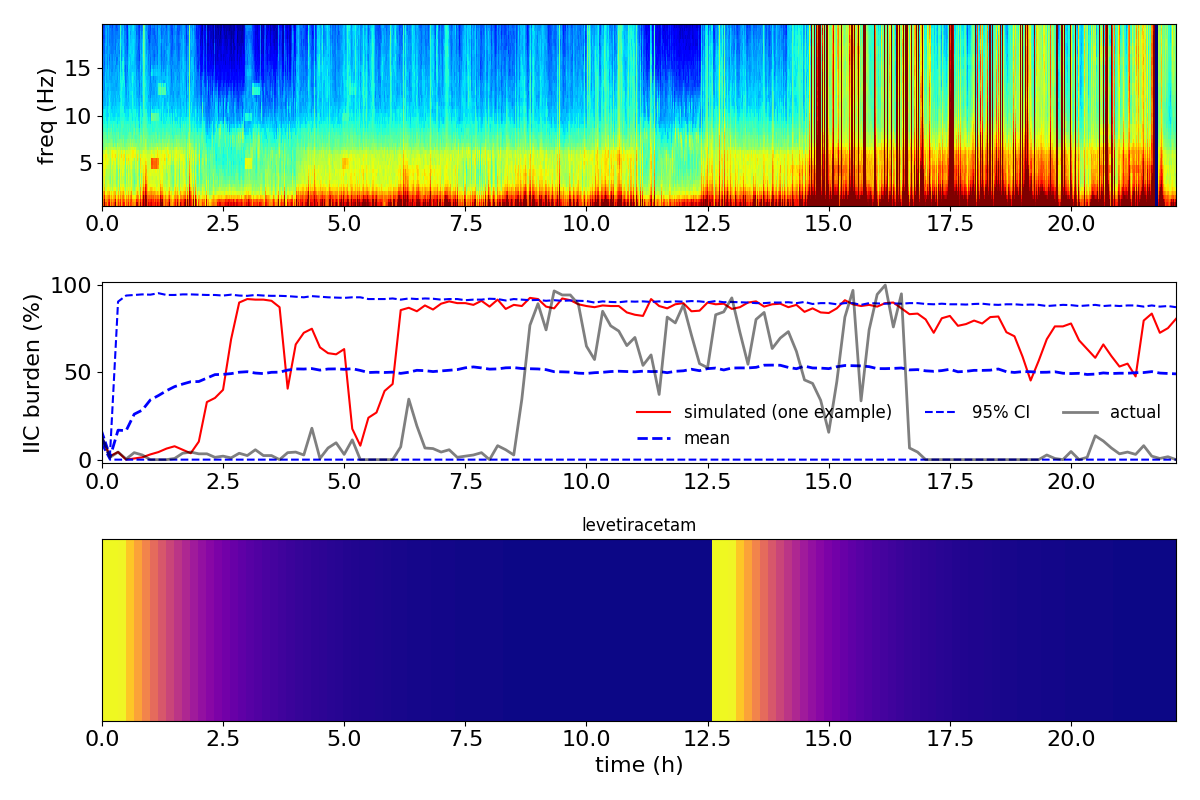 freq (Hz)
15
10
5
0.0 2.5 5.0 7.5 10.0 12.5 15.0 17.5 20.0
IIC burden (%)
100
50
0
simulated (one example) 95% CI actual
mean
0.0 2.5 5.0 7.5 10.0 12.5 15.0 17.5 20.0
levetiracetam
0.0 2.5 5.0 7.5 10.0 12.5 15.0 17.5 20.0
time (h)